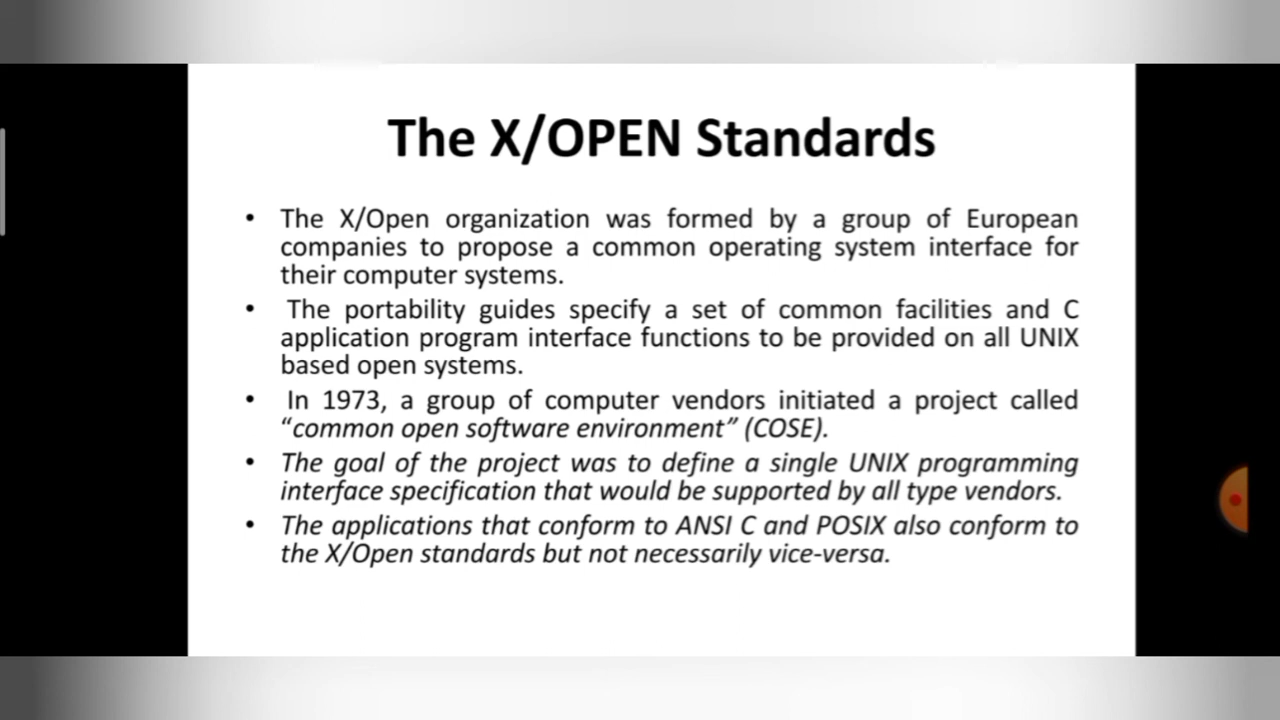 The X/OPEN Standards
• The X/Open organization was formed by a group of European
companies to propose a common operating system interface for
their computer systems.
• The portability guides specify a set of common facilities and C
application program interface functions to be provided on all UNIX
based open systems.
• In 1973, a group of computer vendors initiated a project called
“common open software environment” (COSE).
• The goal of the project was to define a single UNIX programming
interface specification that would be supported by all type vendors.
• The applications that conform to ANSI C and POSIX also conform to
the X/Open standards but not necessarily vice-versa.